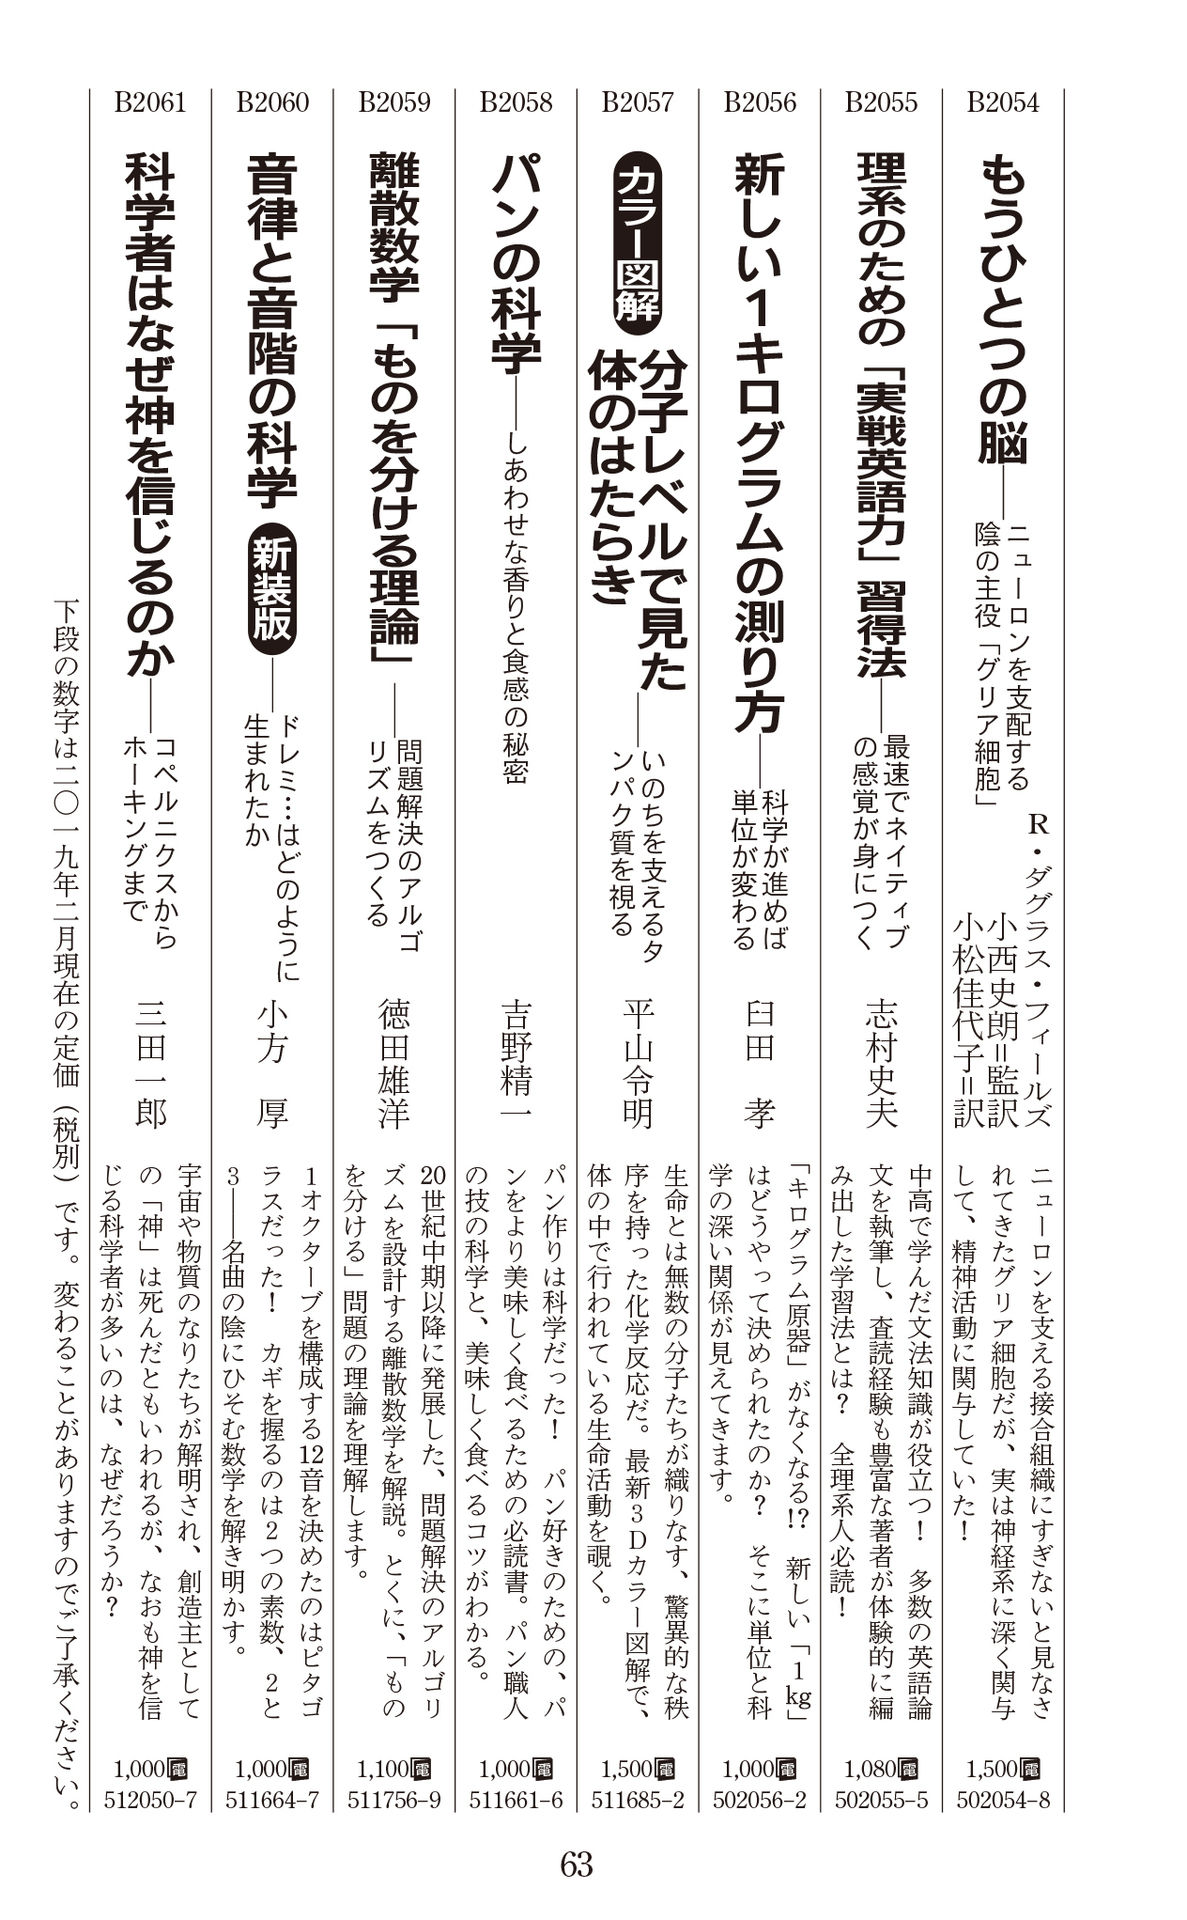 B2054
もうひとつの脳
――ニューロンを支配する
陰の主役「グリア細胞」
R・ダグラス・フィールズ
小西史朗=監訳
小松佳代子=訳
ニューロンを支える接合組織にすぎないと見なさ
れてきたグリア細胞だが、実は神経系に深く関与
して、精神活動に関与していた！
1,500電
502054-8
B2055
理系のための「実戦英語力」習得法
――最速でネイティブ
の感覚が身につく
志村史夫
中高で学んだ文法知識が役立つ！　多数の英語論
文を執筆し、査読経験も豊富な著者が体験的に編
み出した学習法とは？　全理系人必読！
1,080電
502055-5
B2056
新しい1キログラムの測り方
――科学が進めば
単位が変わる
臼田　孝
「キログラム原器」がなくなる!?　新しい「1kg」
はどうやって決められたのか？　そこに単位と科
学の深い関係が見えてきます。
1,000電
502056-2
B2057
カラー図解
分子レベルで見た
体のはたらき
――いのちを支えるタ
ンパク質を視る
平山令明
生命とは無数の分子たちが織りなす、驚異的な秩
序を持った化学反応だ。最新3Dカラー図解で、
体の中で行われている生命活動を覗く。
1,500電
511685-2
B2058
パンの科学
――しあわせな香りと食感の秘密
吉野精一
パン作りは科学だった！　パン好きのための、パ
ンをより美味しく食べるための必読書。パン職人
の技の科学と、美味しく食べるコツがわかる。
1,000電
511661-6
B2059
離散数学「ものを分ける理論」
――問題解決のアルゴ
リズムをつくる
徳田雄洋
20世紀中期以降に発展した、問題解決のアルゴリ
ズムを設計する離散数学を解説。とくに、「もの
を分ける」問題の理論を理解します。
1,100電
511756-9
B2060
音律と音階の科学 新装版
――ドレミ…はどのように
生まれたか
小方　厚
1オクターブを構成する12音を決めたのはピタゴ
ラスだった！　カギを握るのは2つの素数、2と
3――名曲の陰にひそむ数学を解き明かす。
1,000電
511664-7
B2061
科学者はなぜ神を信じるのか
――コペルニクスから
ホーキングまで
三田一郎
宇宙や物質のなりたちが解明され、創造主として
の「神」は死んだともいわれるが、なおも神を信
じる科学者が多いのは、なぜだろうか？
1,000電
512050-7
下段の数字は二〇一九年二月現在の定価（税別）です。変わることがありますのでご了承ください。
63